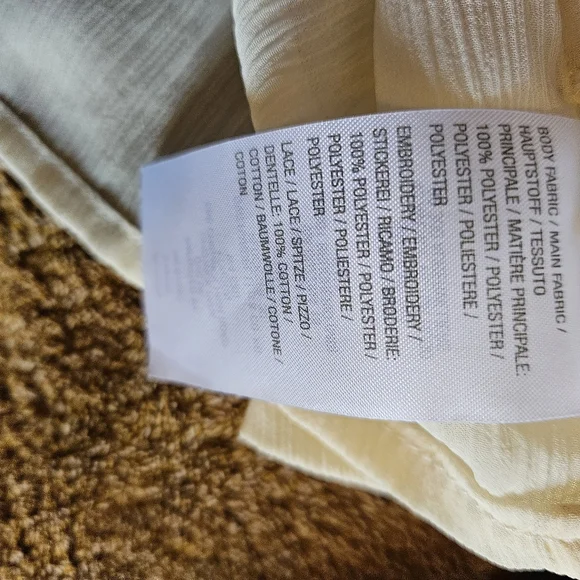 BODY FABRIC / MAIN FABRIC /
HAUPTSTOFF / TESSUTO
PRINCIPALE / MATIÈRE PRINCIPALE:
100% POLYESTER / POLYESTER /
POLYESTER / POLIESTERE /
POLYESTER
EMBROIDERY / EMBROIDERY /
STICKEREI / RICAMO / BRODERIE:
100% POLYESTER / POLYESTER /
POLYESTER / POLIESTERE /
POLYESTER
LACE / LACE / SPITZE / PIZZO /
DENTELLE: 100% COTTON /
COTTON / BAUMWOLLE / COTONE /
COTON